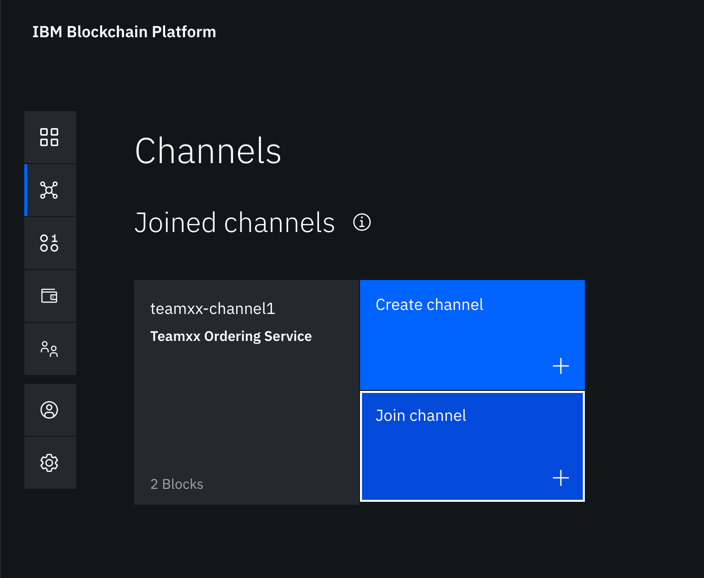 IBM Blockchain Platform
Channels
Joined channels
teamxx-channel1
Teamxx Ordering Service
2 Blocks
Create channel
Join channel